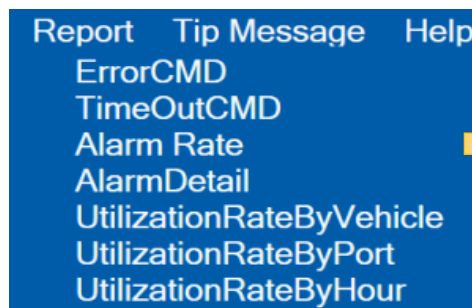 Report Tip Message Help
ErrorCMD
TimeOutCMD
Alarm Rate
AlarmDetail
UtilizationRateByVehicle
UtilizationRateByPort
UtilizationRateByHour